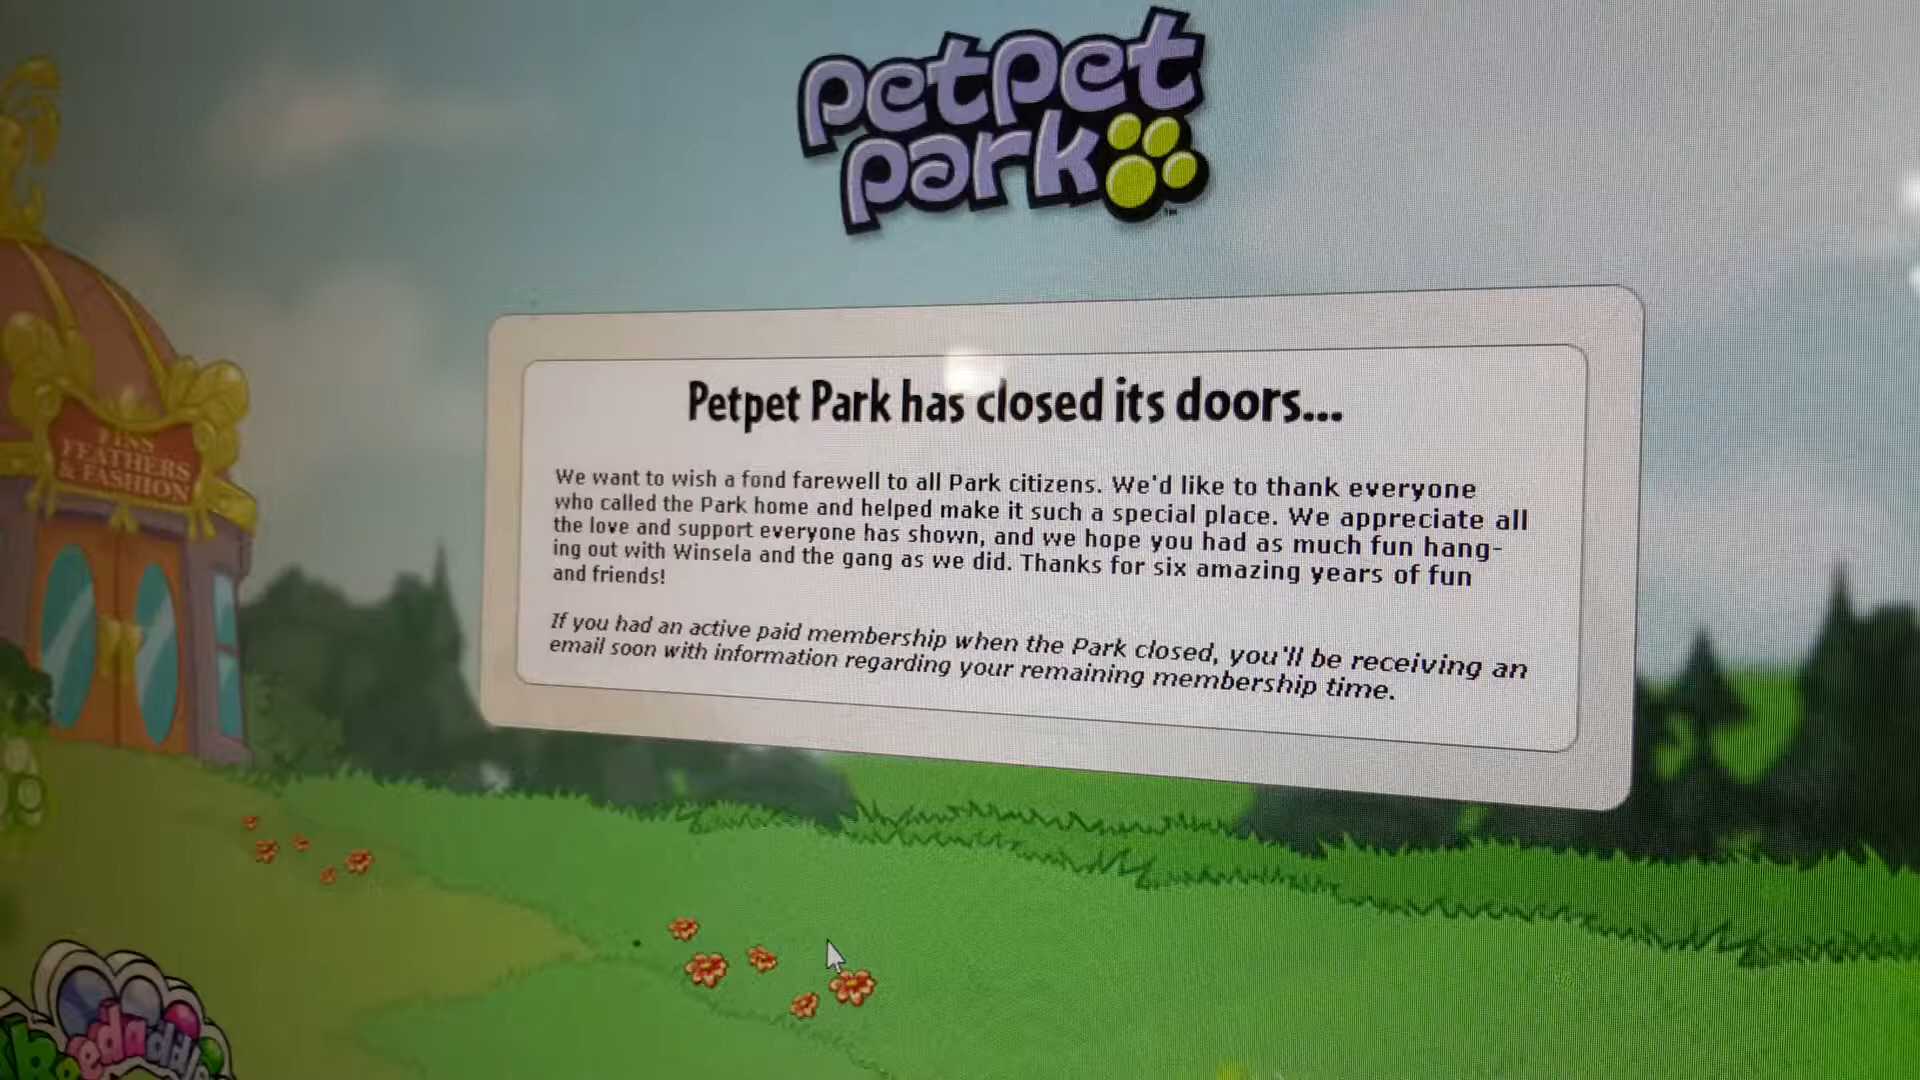 petpet
park
™
FINS
FEATHERS
& FASHION
Petpet Park has closed its doors...
We want to wish a fond farewell to all Park citizens. We'd like to thank everyone
who called the Park home and helped make it such a special place. We appreciate all
the love and support everyone has shown, and we hope you had as much fun hang-
ing out with Winsela and the gang as we did. Thanks for six amazing years of fun
and friends!
If you had an active paid membership when the Park closed, you'll be receiving an
email soon with information regarding your remaining membership time.